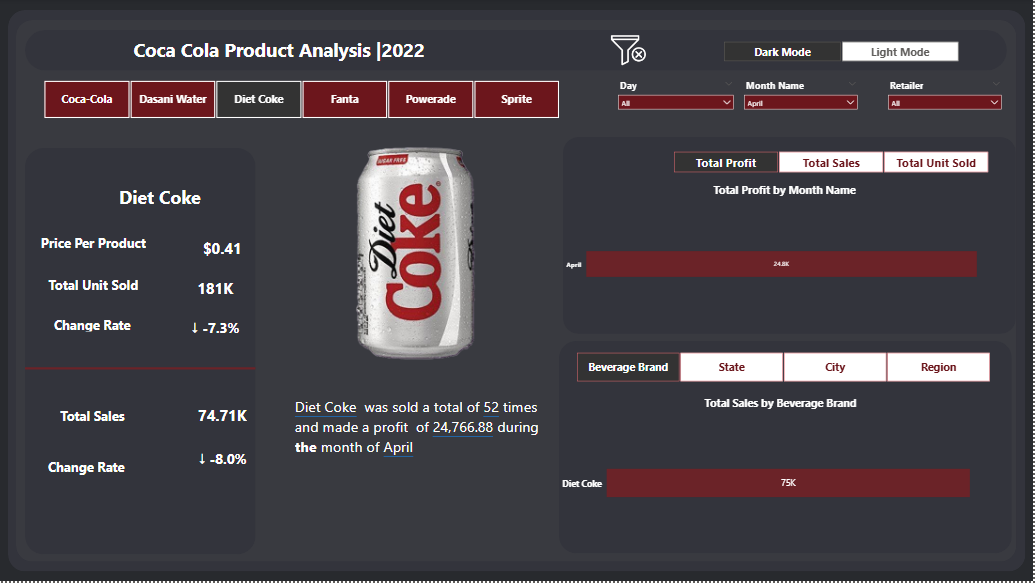 Coca Cola Product Analysis |2022
Dark Mode
Light Mode
Coca-Cola
Dasani Water
Diet Coke
Fanta
Powerade
Sprite
Day
All
Month Name
April
Retailer
All
Diet Coke
Price Per Product
$0.41
Total Unit Sold
181K
Change Rate
↓ -7.3%
Total Sales
74.71K
Change Rate
↓ -8.0%
SUGAR FREE
Diet
Coke
Diet Coke was sold a total of 52 times
and made a profit of 24,766.88 during
the month of April
Total Profit
Total Sales
Total Unit Sold
Total Profit by Month Name
April
24.8K
Beverage Brand
State
City
Region
Total Sales by Beverage Brand
Diet Coke
75K